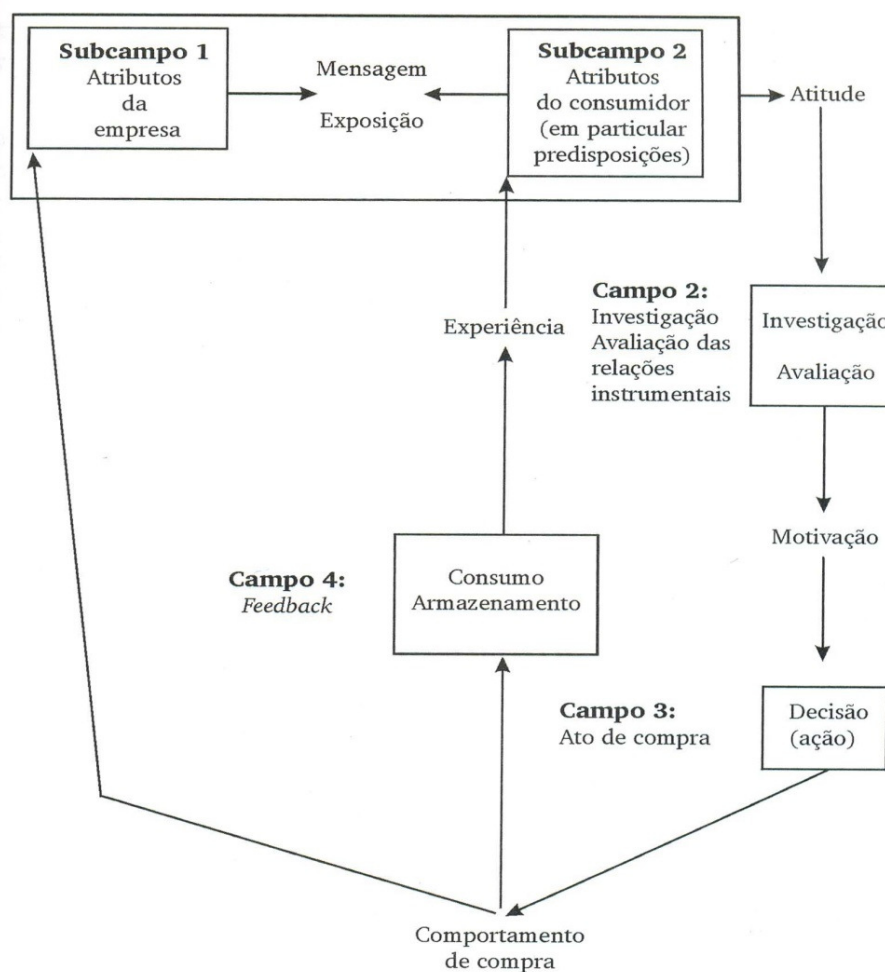 Subcampo 1
Atributos
da
empresa
Mensagem
Exposição
Subcampo 2
Atributos
do consumidor
(em particular
predisposições)
Atitude
Experiência
Campo 2:
Investigação
Avaliação das
relações
instrumentais
Investigação
Avaliação
Motivação
Campo 4:
Feedback
Consumo
Armazenamento
Campo 3:
Ato de compra
Decisão
(ação)
Comportamento
de compra